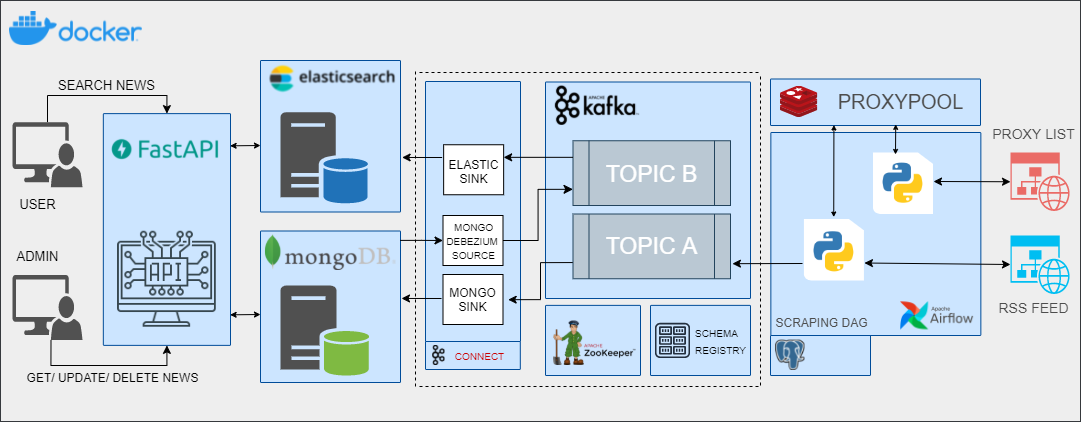 docker
SEARCH NEWS
USER
ADMIN
GET/ UPDATE/ DELETE NEWS
FastAPI
API
elasticsearch
mongoDB.
ELASTIC
SINK
MONGO
DEBEZIUM
SOURCE
MONGO
SINK
CONNECT
APACHE
kafka
TOPIC B
TOPIC A
APACHE
ZooKeeper
SCHEMA
REGISTRY
PROXYPOOL
SCRAPING DAG
Apache
Airflow
PROXY LIST
RSS FEED